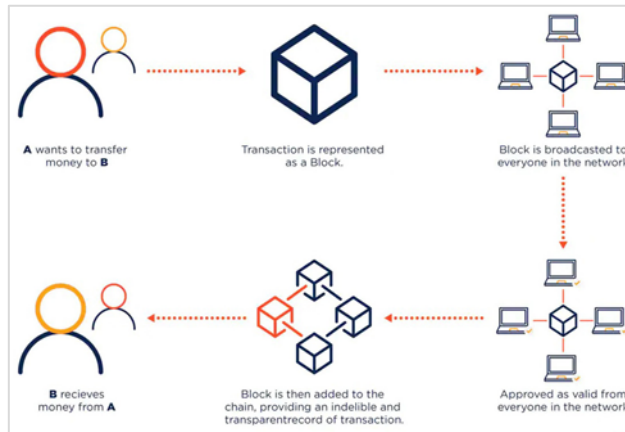 A wants to transfer
money to B
Transaction is represented
as a Block.
Block is broadcasted to
everyone in the network
B recieves
money from A
Block is then added to the
chain, providing an indelible and
transparentrecord of transaction.
Approved as valid from
everyone in the network